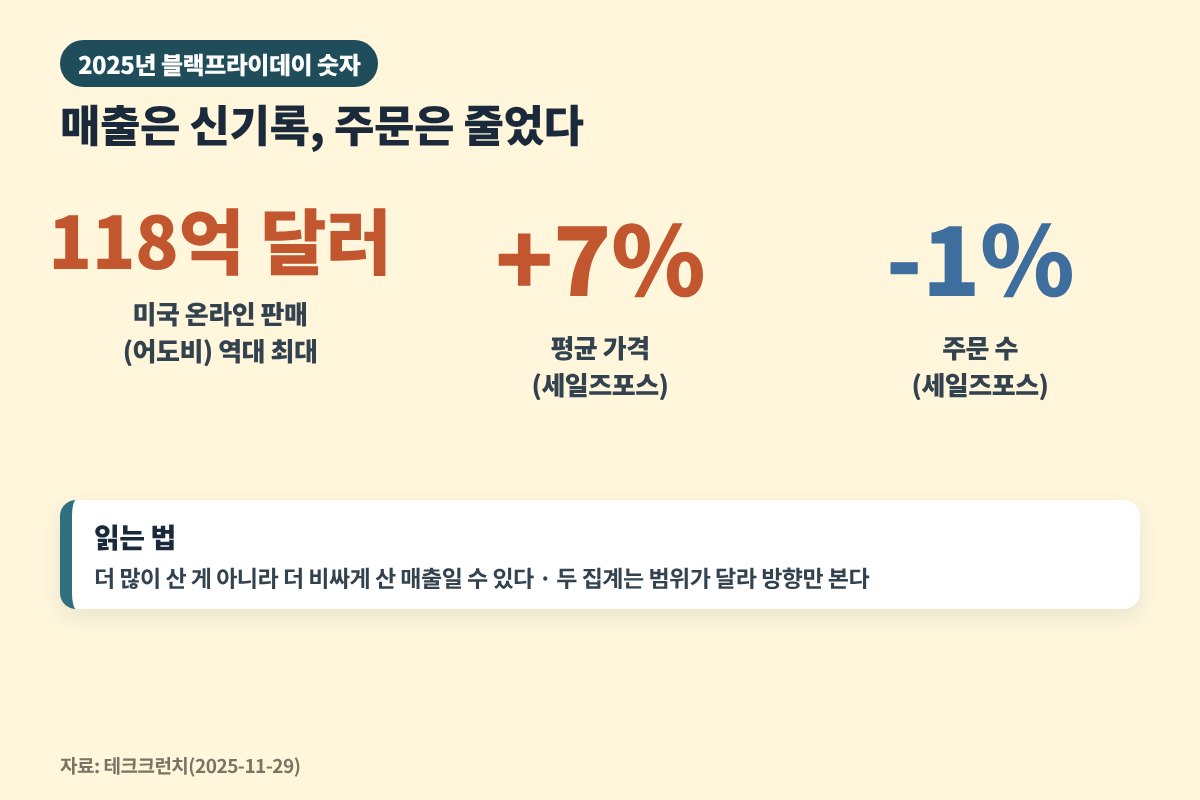 2025년 블랙프라이데이 숫자
매출은 신기록, 주문은 줄었다
118억 달러
미국 온라인 판매
(어도비) 역대 최대
+7%
평균 가격
(세일즈포스)
-1%
주문 수
(세일즈포스)
읽는 법
더 많이 산 게 아니라 더 비싸게 산 매출일 수 있다 · 두 집계는 범위가 달라 방향만 본다
자료: 테크크런치(2025-11-29)